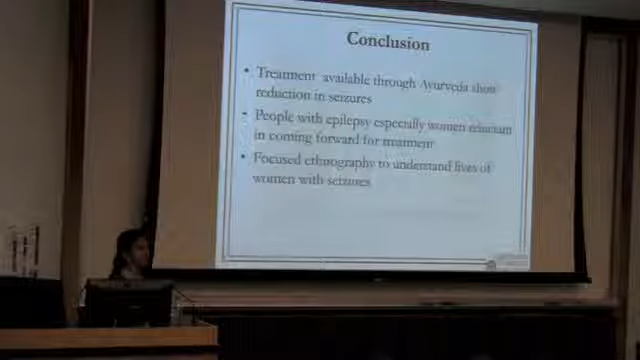 Conclusion
• Treatment available through Ayurveda show
reduction in seizures
• People with epilepsy especially women reluctant
in coming forward for treatment
• Focused ethnography to understand lives of
women with seizures